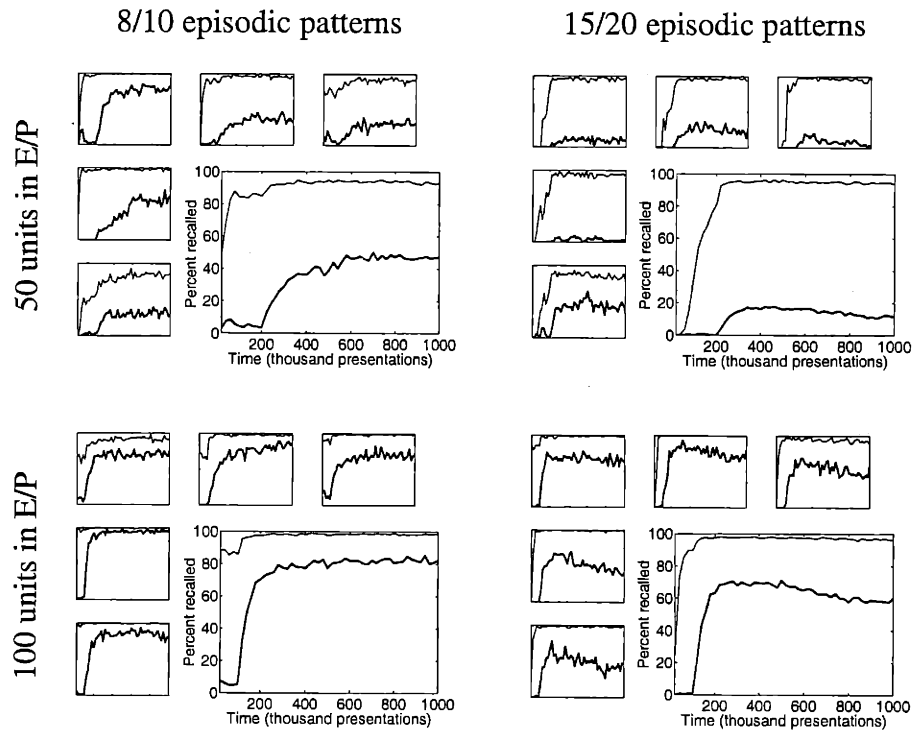 8/10 episodic patterns
15/20 episodic patterns
50 units in E/P
Percent recalled
100
80
60
40
20
0
200 400 600 800 1000
Time (thousand presentations)
Percent recalled
100
80
60
40
20
0
200 400 600 800 1000
Time (thousand presentations)
100 units in E/P
Percent recalled
100
80
60
40
20
0
200 400 600 800 1000
Time (thousand presentations)
Percent recalled
100
80
60
40
20
0
200 400 600 800 1000
Time (thousand presentations)